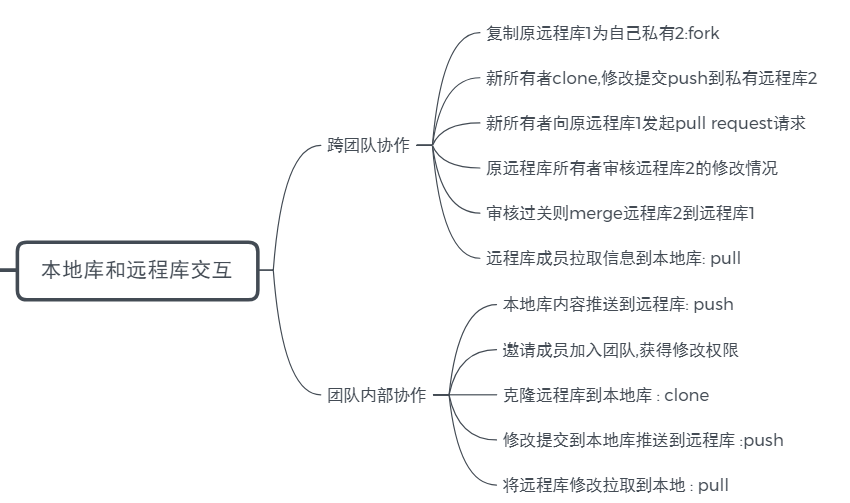 本地库和远程库交互
跨团队协作
复制原远程库1为自己私有2:fork
新所有者clone,修改提交push到私有远程库2
新所有者向原远程库1发起pull request请求
原远程库所有者审核远程库2的修改情况
审核过关则merge远程库2到远程库1
远程库成员拉取信息到本地库: pull
团队内部协作
本地库内容推送到远程库: push
邀请成员加入团队,获得修改权限
克隆远程库到本地库 : clone
修改提交到本地库推送到远程库 :push
将远程库修改拉取到本地 : pull